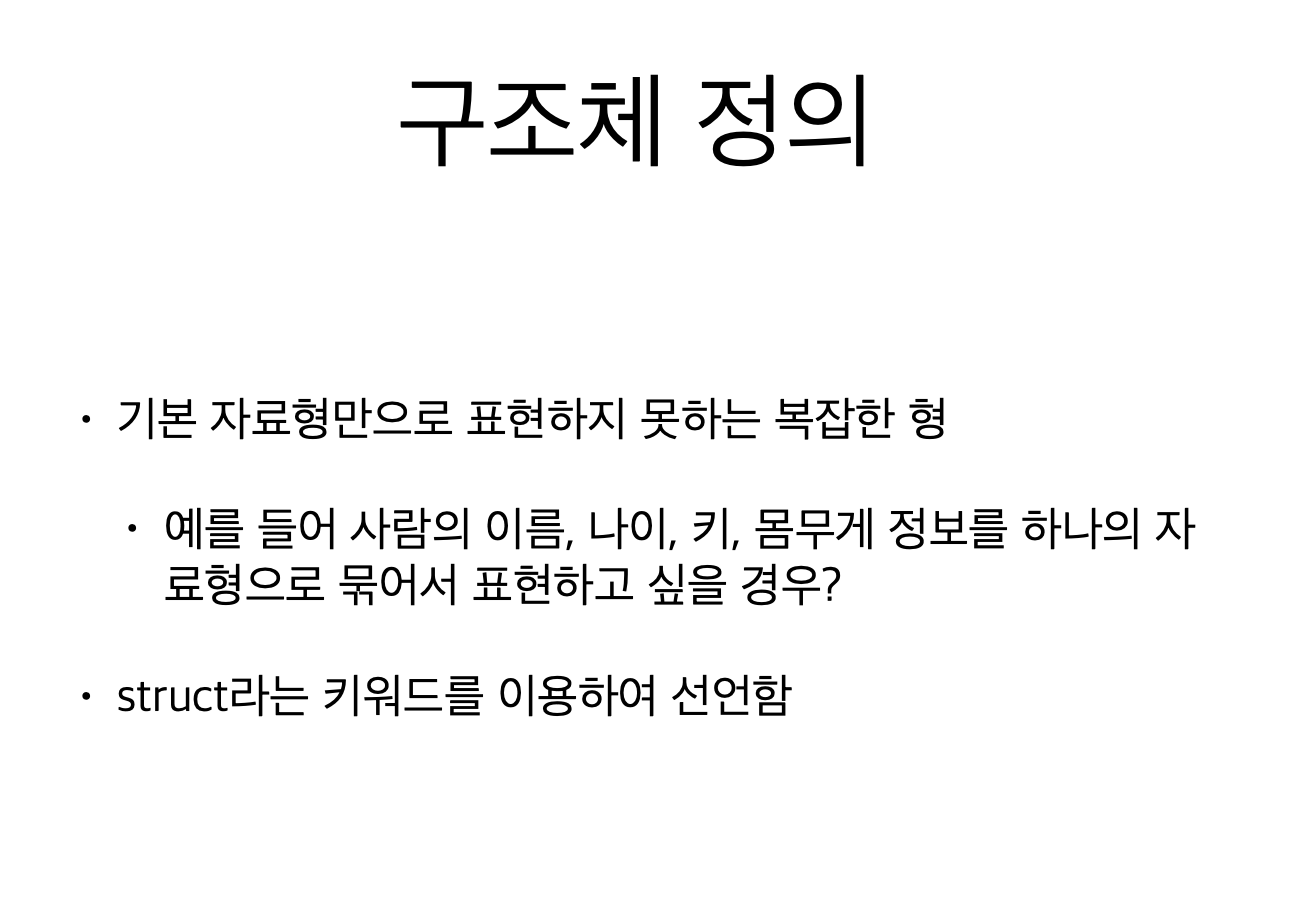 구조체 정의
• 기본 자료형만으로 표현하지 못하는 복잡한 형
• 예를 들어 사람의 이름, 나이, 키, 몸무게 정보를 하나의 자
료형으로 묶어서 표현하고 싶을 경우?
• struct라는 키워드를 이용하여 선언함